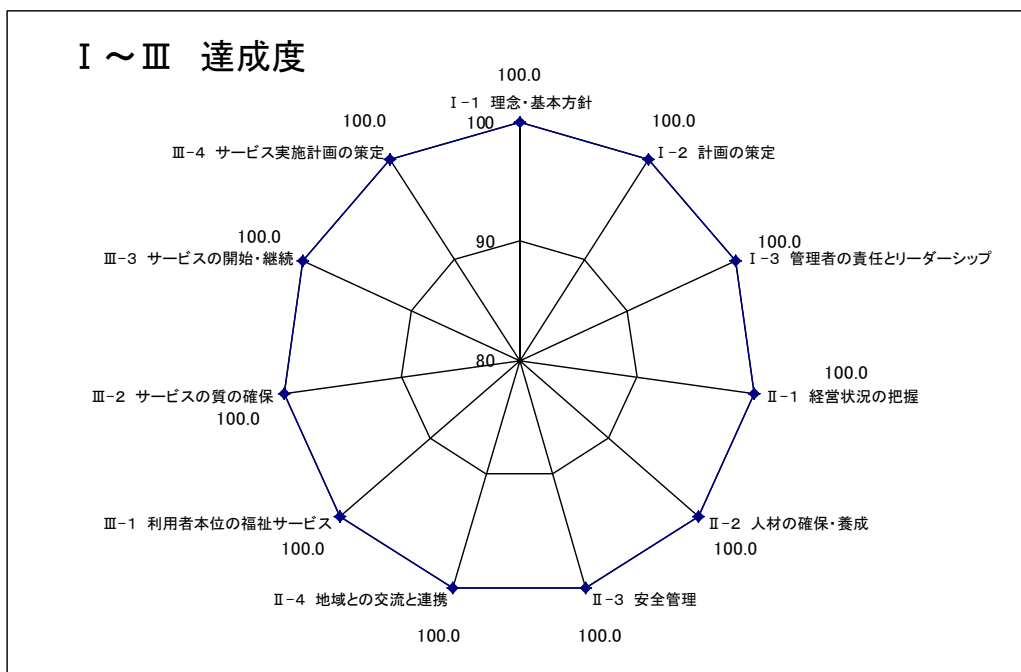 Ⅰ～Ⅲ 達成度
100.0
Ⅰ-1 理念・基本方針
100
90
80
100.0
Ⅰ-2 計画の策定
100.0
Ⅰ-3 管理者の責任とリーダーシップ
100.0
Ⅱ-1 経営状況の把握
Ⅱ-2 人材の確保・養成
100.0
Ⅱ-3 安全管理
100.0
Ⅱ-4 地域との交流と連携
100.0
Ⅲ-1 利用者本位の福祉サービス
100.0
Ⅲ-2 サービスの質の確保
100.0
100.0
Ⅲ-3 サービスの開始・継続
100.0
Ⅲ-4 サービス実施計画の策定